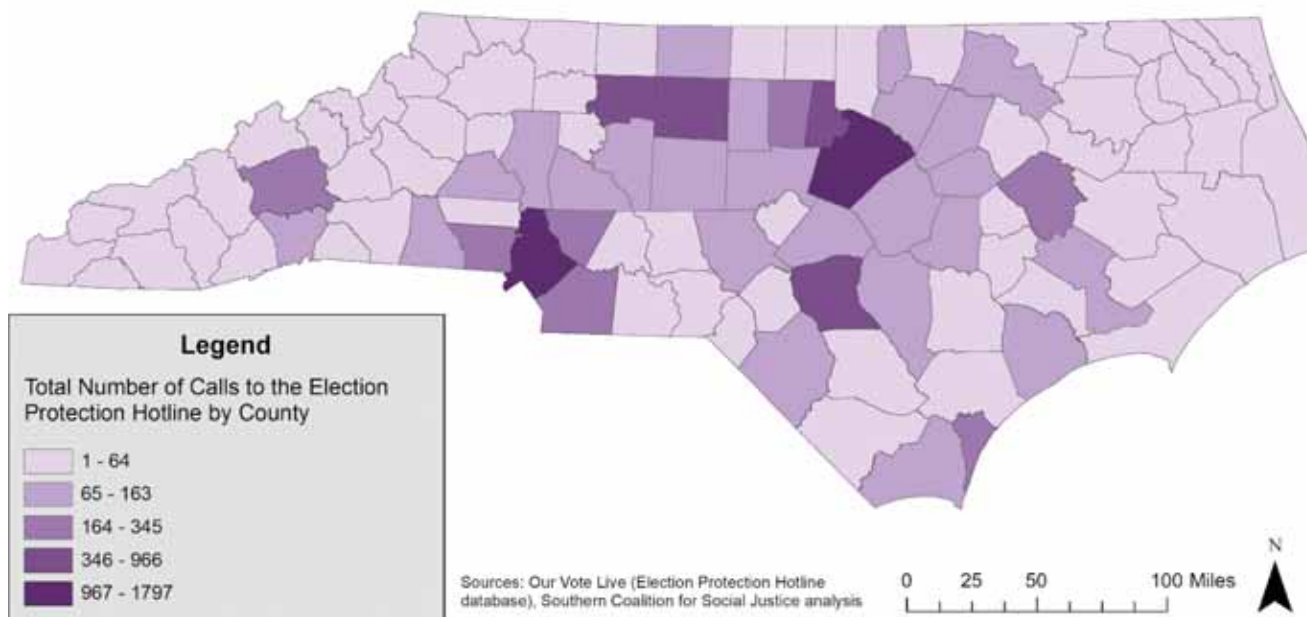 Legend
Total Number of Calls to the Election
Protection Hotline by County
1 - 64
65 - 163
164 - 345
346 - 966
967 - 1797
Sources: Our Vote Live (Election Protection Hotline
database), Southern Coalition for Social Justice analysis
0 25 50 100 Miles
N